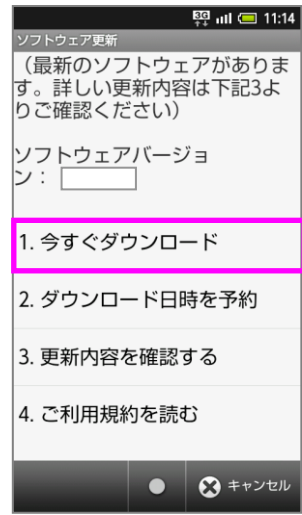 3G 11:14
ソフトウェア更新
（最新のソフトウェアがありま
す。詳しい更新内容は下記3よ
りご確認ください）
ソフトウェアバージョ
ン：
1. 今すぐダウンロード
2. ダウンロード日時を予約
3. 更新内容を確認する
4. ご利用規約を読む
キャンセル